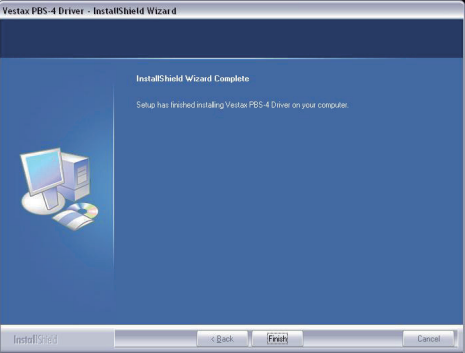 Vestax PBS-4 Driver - InstallShield Wizard
InstallShield Wizard Complete
Setup has finished installing Vestax PBS-4 Driver on your computer.
InstallShield
< Back
Finish
Cancel